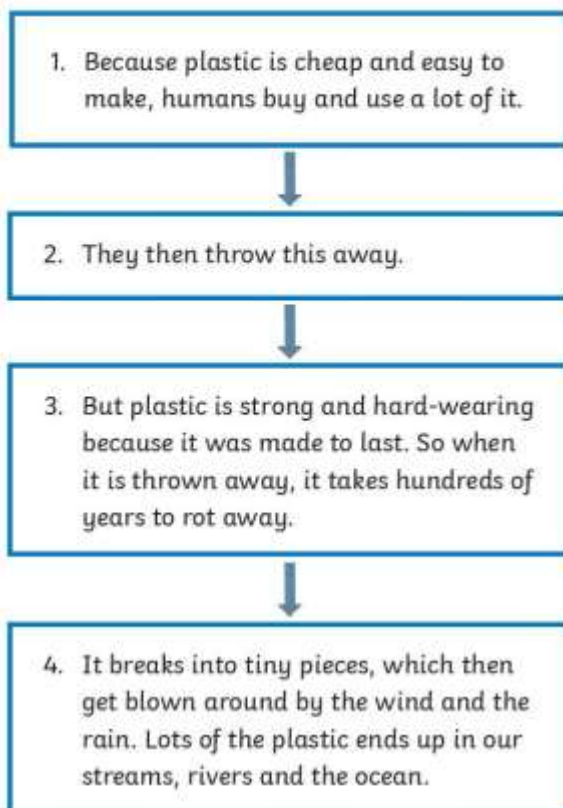 1. Because plastic is cheap and easy to
make, humans buy and use a lot of it.
2. They then throw this away.
3. But plastic is strong and hard-wearing
because it was made to last. So when
it is thrown away, it takes hundreds of
years to rot away.
4. It breaks into tiny pieces, which then
get blown around by the wind and the
rain. Lots of the plastic ends up in our
streams, rivers and the ocean.